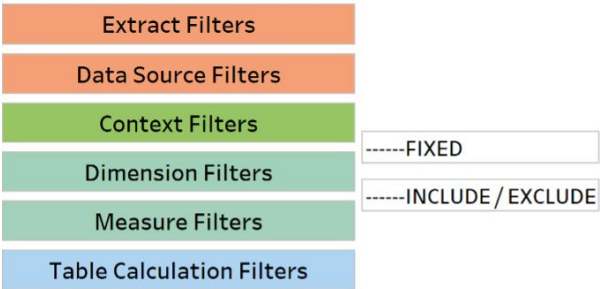 Extract Filters
Data Source Filters
Context Filters
------FIXED
Dimension Filters
------INCLUDE / EXCLUDE
Measure Filters
Table Calculation Filters